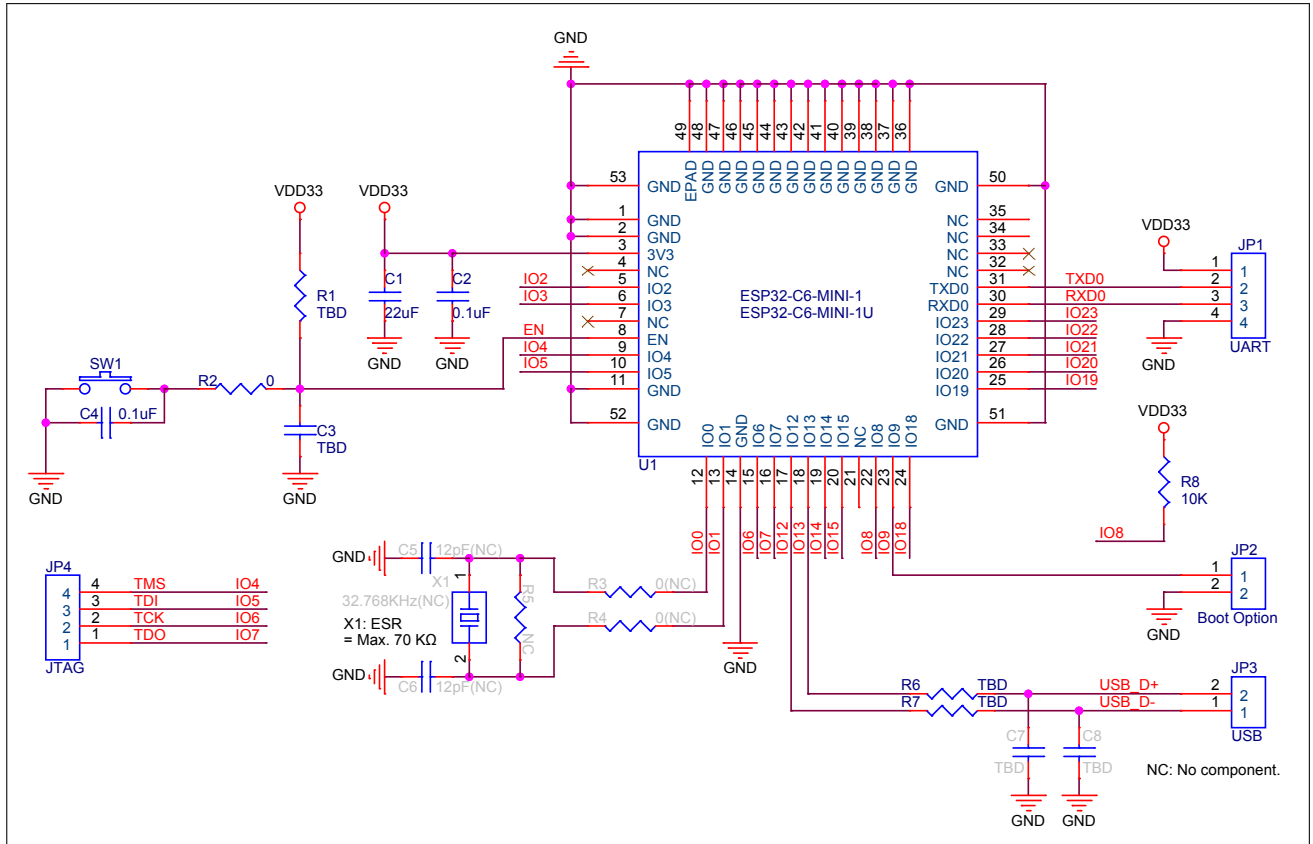 GND
49
48
47
46
45
44
43
42
41
40
39
38
37
36
EPAD
GND
GND
GND
GND
GND
GND
GND
GND
GND
GND
GND
GND
GND
VDD33
VDD33
R1
TBD
C1
22uF
C2
0.1uF
GND
GND
53 GND
1 GND
2 GND
3 3V3
4 NC
IO2 5 IO2
IO3 6 IO3
7 NC
EN 8 EN
IO4 9 IO4
IO5 10 IO5
11 GND
52 GND
ESP32-C6-MINI-1
ESP32-C6-MINI-1U
GND 50
NC 35
NC 34
NC 33
NC 32
TXD0 31 TXD0
RXD0 30 RXD0
IO23 29 IO23
IO22 28 IO22
IO21 27 IO21
IO20 26 IO20
IO19 25 IO19
GND 51
VDD33
JP1
1 1
2 2
3 3
4 4
UART
GND
SW1
R2 0
C4 0.1uF
C3
TBD
GND
GND
U1
IO0
IO1
GND
IO6
IO7
IO12
IO13
IO14
IO15
NC
IO8
IO9
IO18
12
13
14
15
16
17
18
19
20
21
22
23
24
IO0
IO1
IO6
IO7
IO12
IO13
IO14
IO15
IO8
IO9
IO18
GND
VDD33
R8
10K
IO8
JP2
1 1
2 2
Boot Option
GND
GND
C5 12pF(NC)
1
X1
32.768KHz(NC)
X1: ESR
= Max. 70 KΩ
2
R5
NC
R3 0(NC)
R4 0(NC)
GND
C6 12pF(NC)
JP4
4 4 TMS IO4
3 3 TDI IO5
2 2 TCK IO6
1 1 TDO IO7
JTAG
R6 TBD USB_D+ 2 2
R7 TBD USB_D- 1 1
JP3
USB
C7
TBD
C8
TBD
GND
GND
NC: No component.